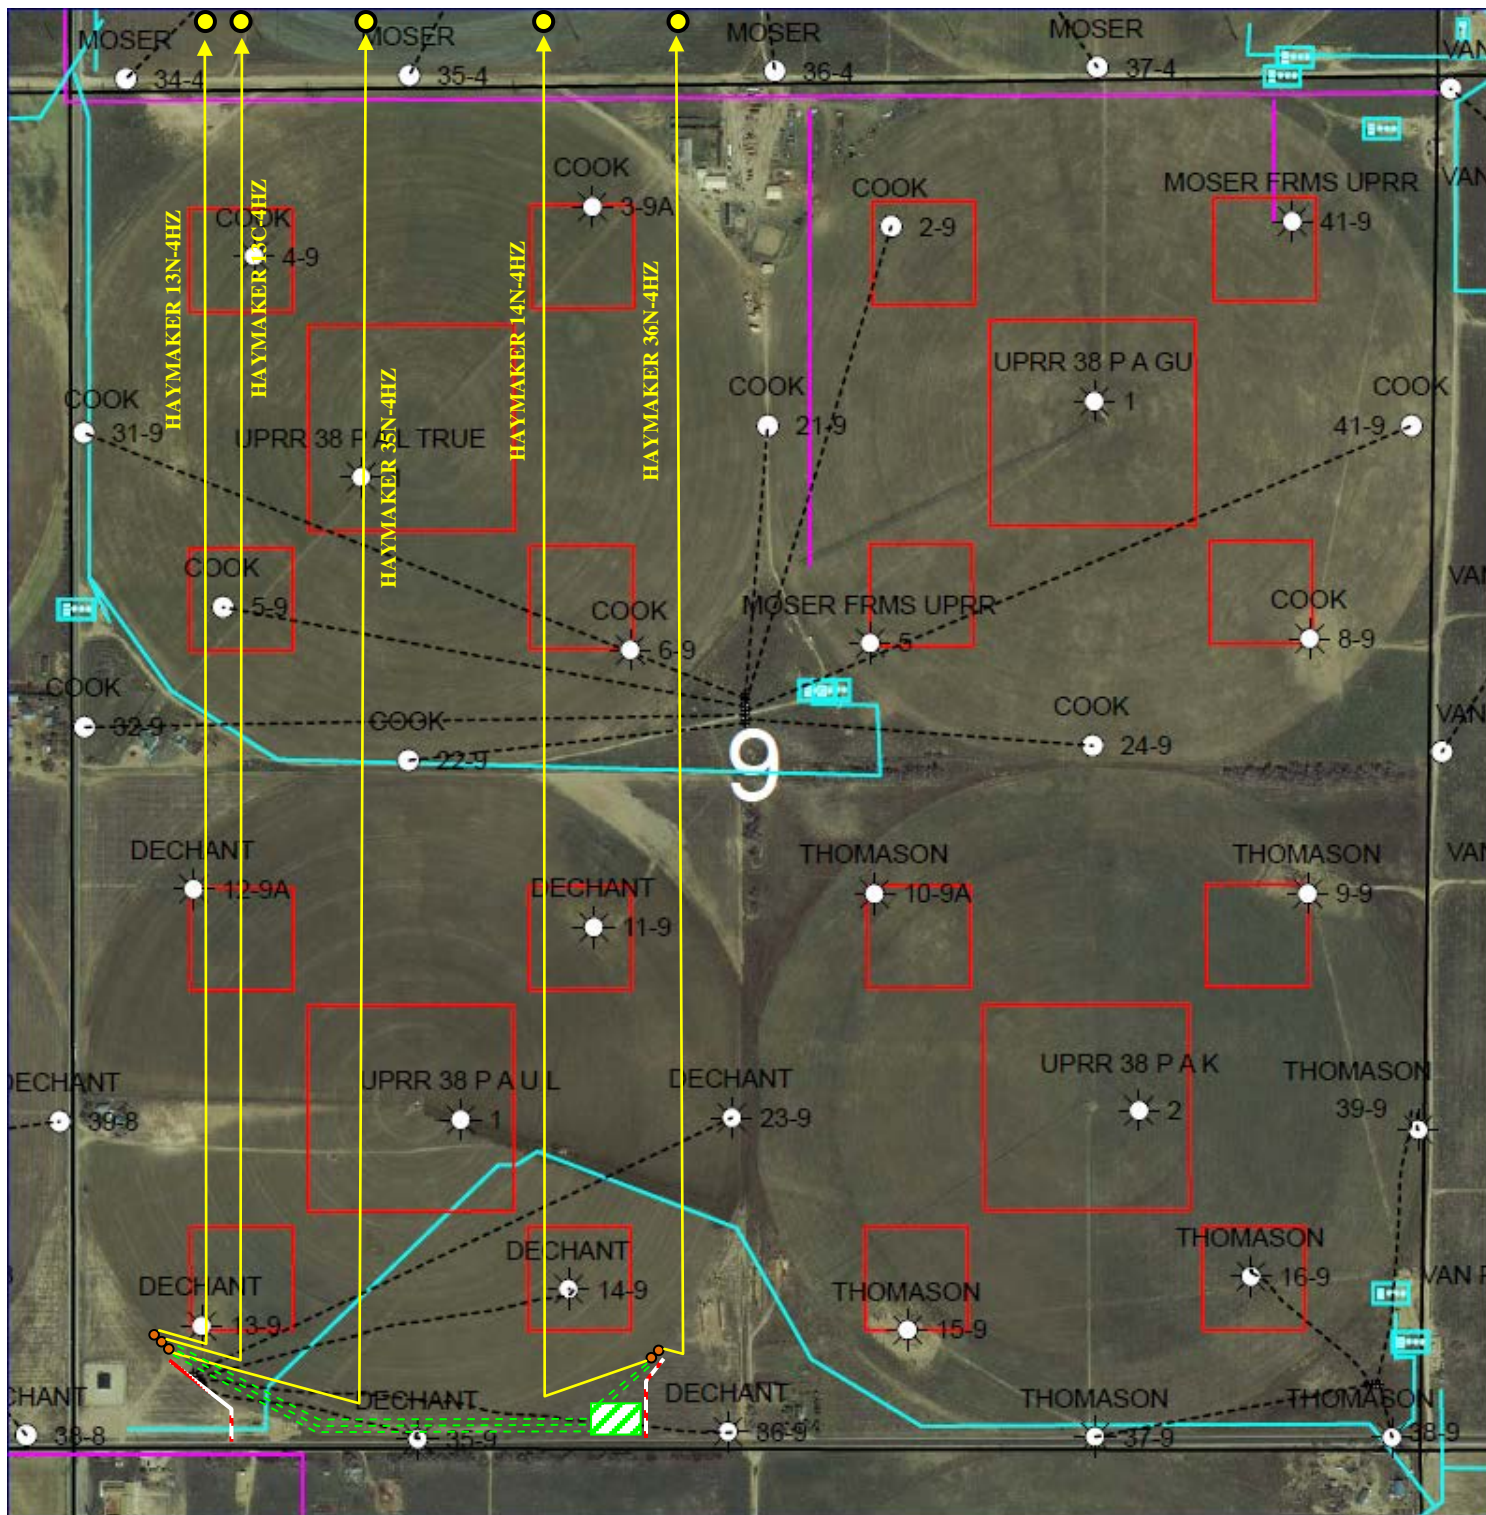 MOSER
34-4
MOSER
35-4
MOSER
36-4
MOSER
37-4
VAN
VAN
COOK
4-9
COOK
3-9A
COOK
2-9
MOSER FRMS UPRR
41-9
HAYMAKER 13N-4HZ
HAYMAKER 13C-4HZ
HAYMAKER 35N-4HZ
HAYMAKER 14N-4HZ
HAYMAKER 36N-4HZ
COOK
31-9
UPRR 38 P A L TRUE
COOK
21-9
UPRR 38 P A GU
1
COOK
41-9
COOK
5-9
COOK
6-9
MOSER FRMS UPRR
5
COOK
8-9
VAN
COOK
32-9
COOK
22-9
COOK
24-9
VAN
9
DECHANT
12-9A
DECHANT
11-9
THOMASON
10-9A
THOMASON
9-9
VAN
DECHANT
39-8
UPRR 38 P A U L
1
DECHANT
23-9
UPRR 38 P A K
2
THOMASON
39-9
DECHANT
13-9
DECHANT
14-9
THOMASON
15-9
THOMASON
16-9
VAN
CHANT
38-8
DECHANT
35-9
DECHANT
36-9
THOMASON
37-9
THOMASON
38-9